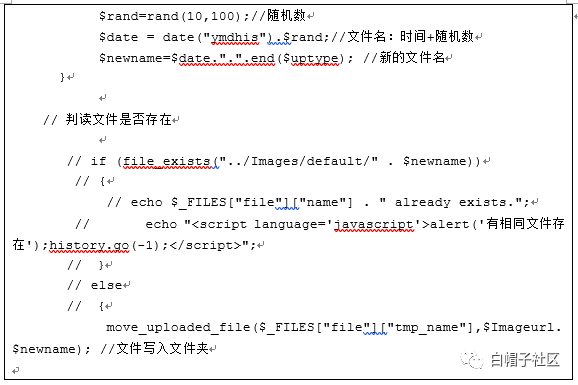 $rand=rand(10,100);//随机数
$date = date("ymdhis").$rand;//文件名：时间+随机数
$newname=$date.".".end($uptype); //新的文件名
}
// 判读文件是否存在
// if (file_exists("../Images/default/" . $newname))
// {
// echo $_FILES["file"]["name"] . " already exists.";
// echo "<script language='javascript'>alert('有相同文件存
在');history.go(-1);</script>";
// }
// else
// {
move_uploaded_file($_FILES["file"]["tmp_name"],$Imageurl.
$newname); //文件写入文件夹
白帽子社区